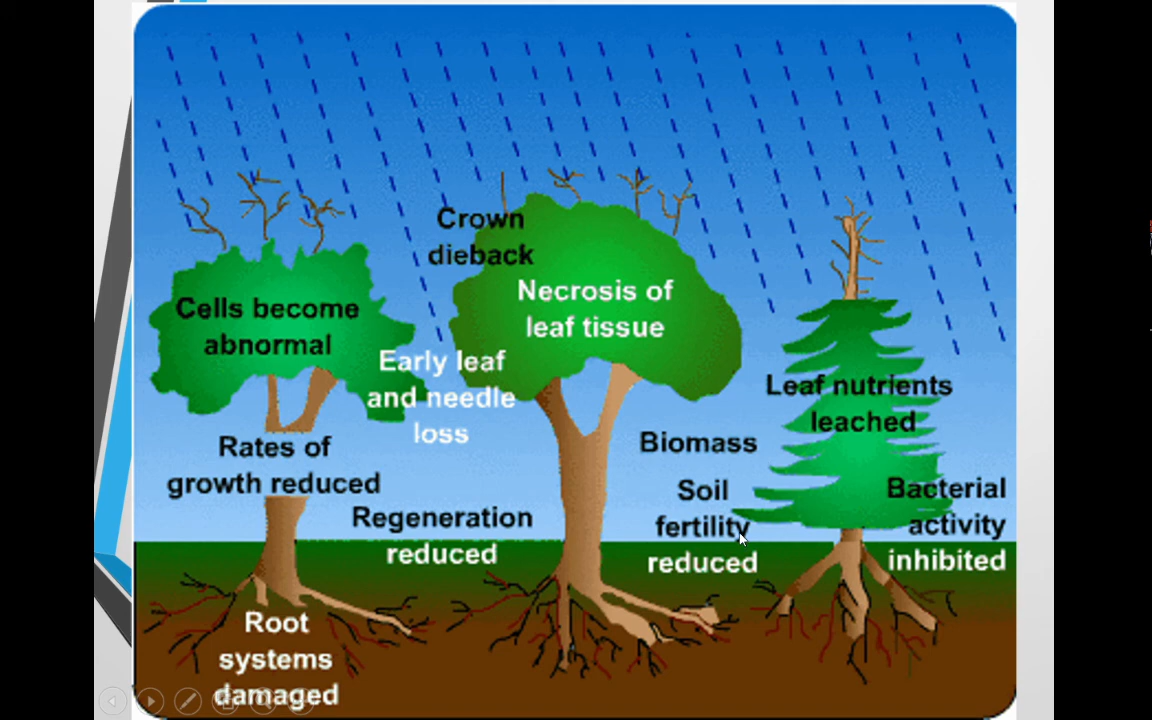 Crown
dieback
Necrosis of
leaf tissue
Cells become
abnormal
Early leaf
and needle
loss
Leaf nutrients
leached
Rates of
growth reduced
Biomass
Soil
fertility
reduced
Bacterial
activity
inhibited
Regeneration
reduced
Root
systems
damaged